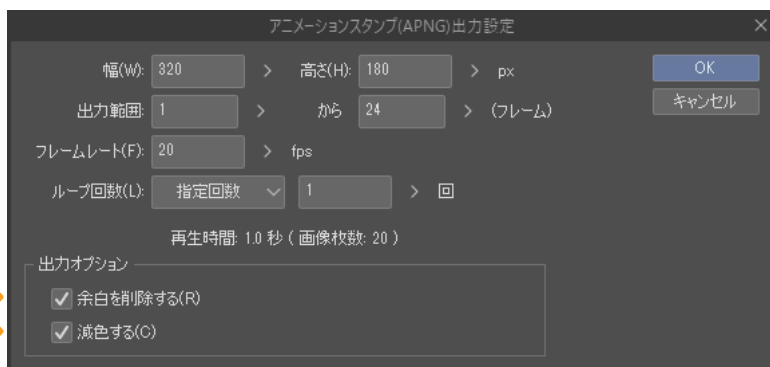 アニメーションスタンプ(APNG)出力設定
幅(W): 320 高さ(H): 180 px
OK
出力範囲: 1 から 24 (フレーム)
キャンセル
フレームレート(F): 20 fps
ループ回数(L): 指定回数 1 回
再生時間: 1.0 秒 ( 画像枚数: 20 )
出力オプション
余白を削除する(R)
減色する(C)